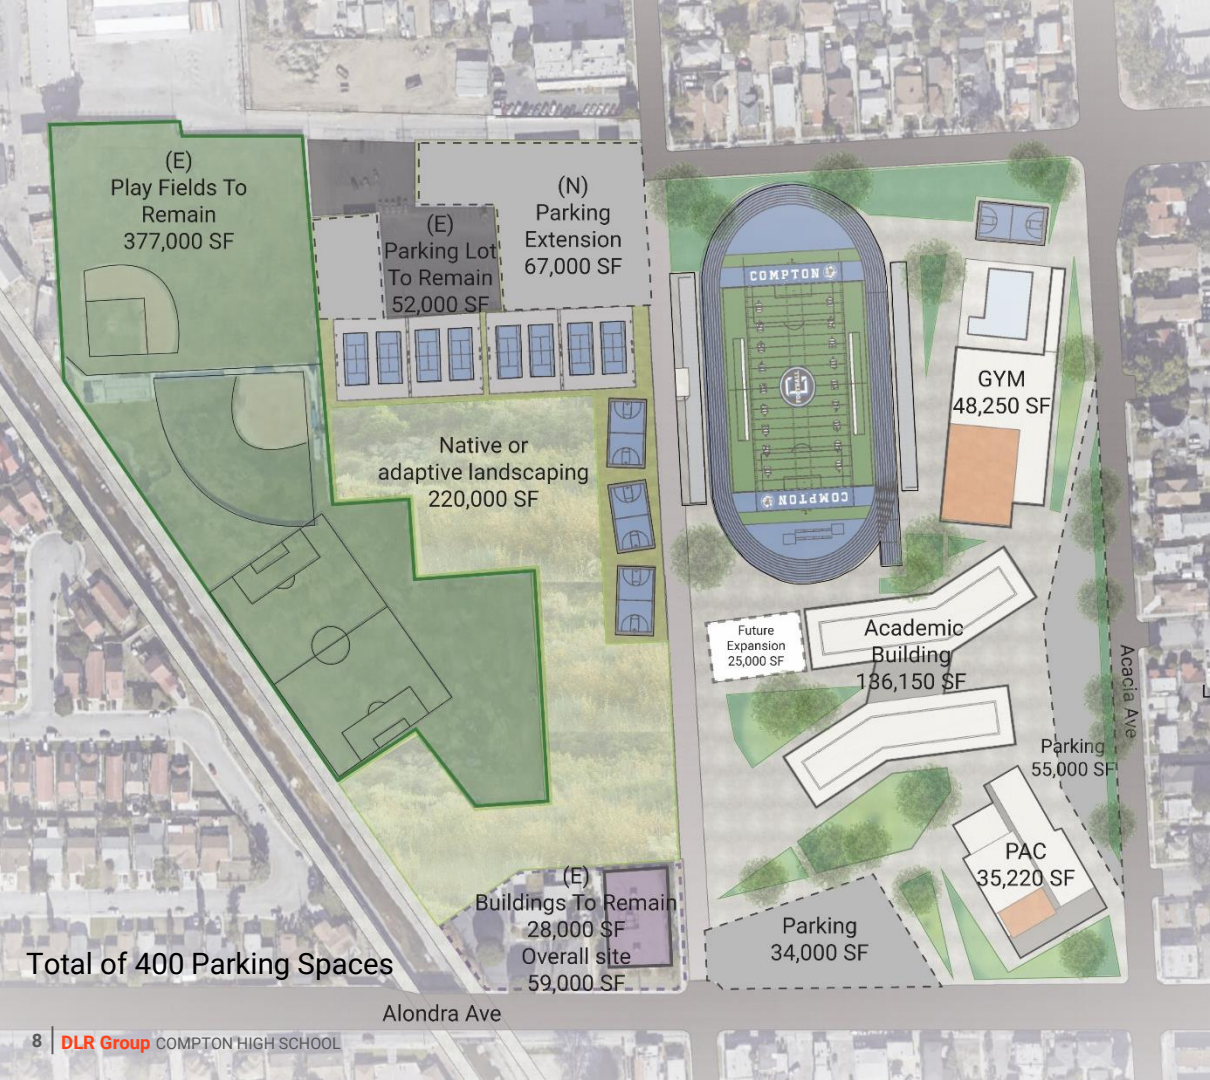 (E)
Play Fields To
Remain
377,000 SF
(E)
Parking Lot
To Remain
52,000 SF
(N)
Parking
Extension
67,000 SF
COMPTON
COMPTON
GYM
48,250 SF
Native or
adaptive landscaping
220,000 SF
Future
Expansion
25,000 SF
Academic
Building
136,150 SF
Acacia Ave
Parking
55,000 SF
PAC
35,220 SF
(E)
Buildings To Remain
28,000 SF
Overall site
59,000 SF
Parking
34,000 SF
Total of 400 Parking Spaces
Alondra Ave
8 | DLR Group COMPTON HIGH SCHOOL